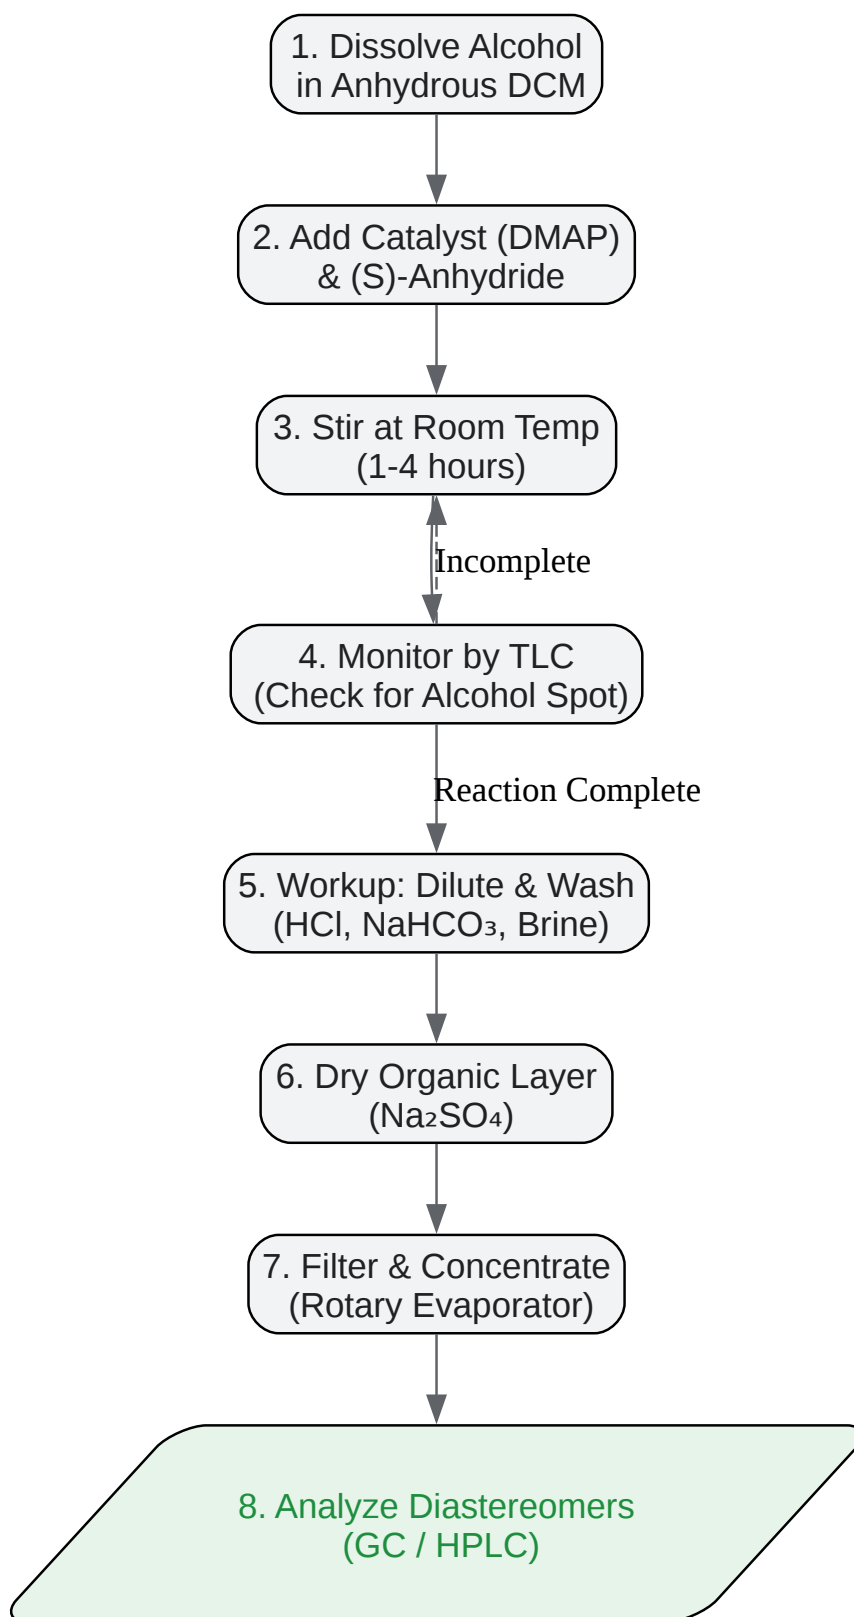 1. Dissolve Alcohol
in Anhydrous DCM
2. Add Catalyst (DMAP)
& (S)-Anhydride
3. Stir at Room Temp
(1-4 hours)
Incomplete
4. Monitor by TLC
(Check for Alcohol Spot)
Reaction Complete
5. Workup: Dilute & Wash
(HCl, NaHCO₃, Brine)
6. Dry Organic Layer
(Na₂SO₄)
7. Filter & Concentrate
(Rotary Evaporator)
8. Analyze Diastereomers
(GC / HPLC)